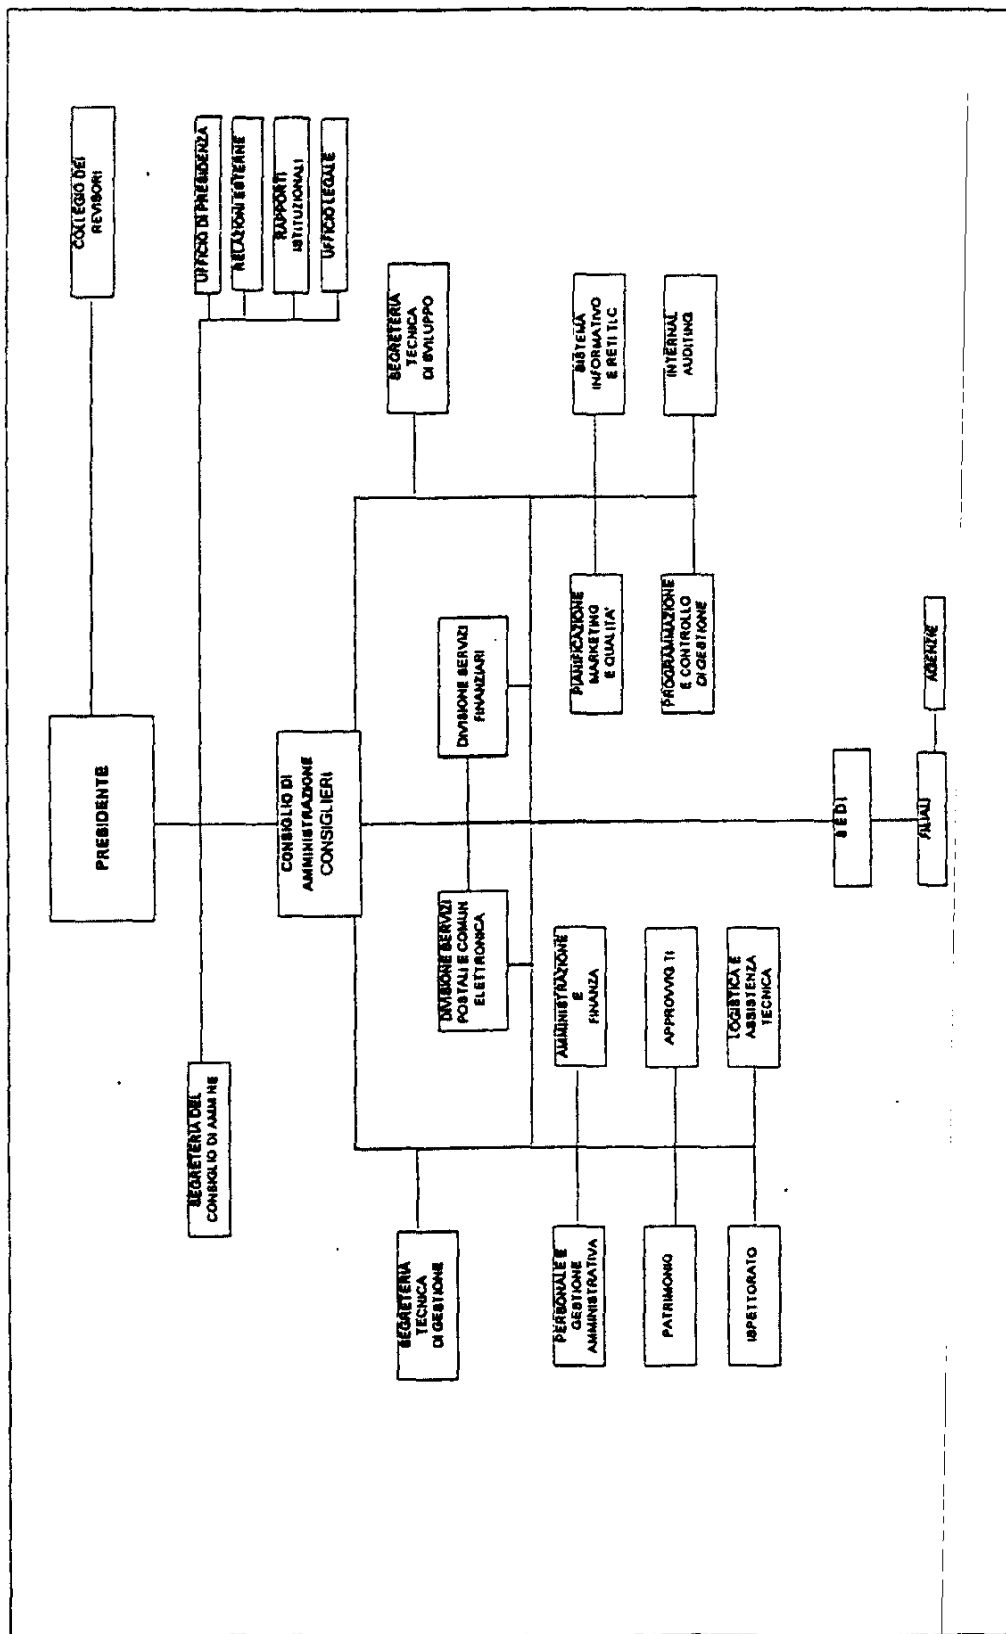 PRESIDENTE
COLLEGIO DEI
REVISORI
SEGRETERIA DEL
CONSIGLIO DI AMM NE
UFFICIO DI PRESIDENZA
RELAZIONI ESTERNE
RAPPORTI
ISTITUZIONALI
UFFICIO LEGALE
CONSIGLIO DI
AMMINISTRAZIONE
CONSIGLIERI
SEGRETERIA
TECNICA
DI GESTIONE
SEGRETERIA
TECNICA
DI SVILUPPO
DIVISIONE SERVIZI
POSTALI E COMUN
ELETTRONICA
DIVISIONE SERVIZI
FINANZIARI
PERSONALE E
GESTIONE
AMMINISTRATIVA
AMMINISTRAZIONE
E
FINANZA
PIANIFICAZIONE
MARKETING
E QUALITA'
SISTEMA
INFORMATIVO
E RETI TLC
PATRIMONIO
APPROVVIG TI
PROGRAMMAZIONE
E CONTROLLO
DI GESTIONE
INTERNAL
AUDITING
ISPETTORATO
LOGISTICA E
ASSISTENZA
TECNICA
SEDI
FILIALI
AGENZIE